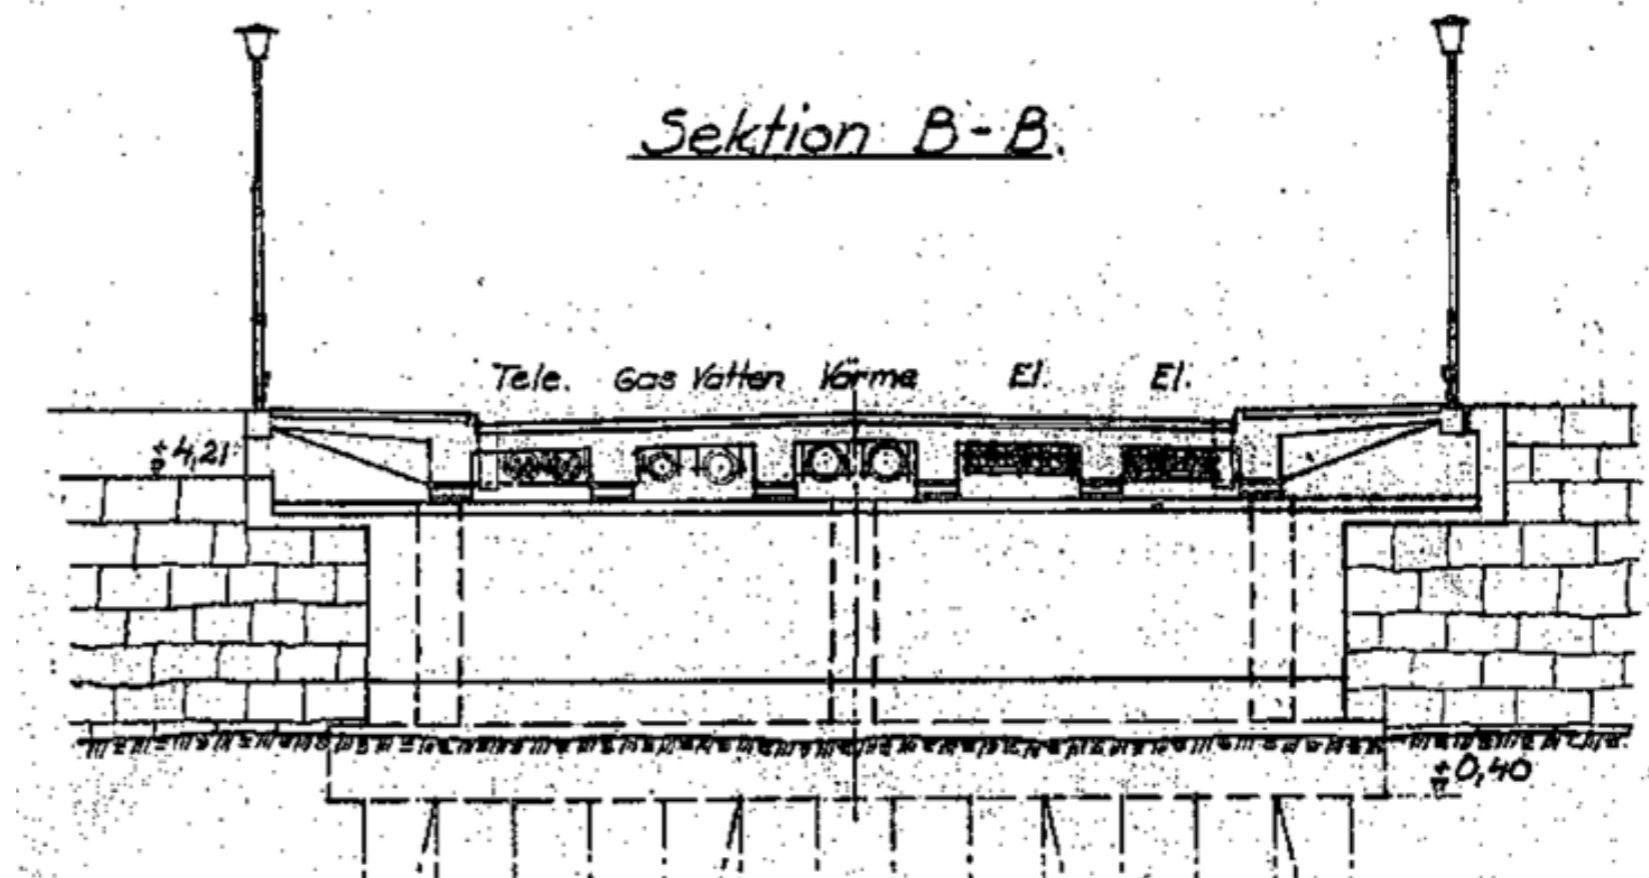 Sektion B-B.
Tele. Gas Vatten Värme El. El.
+4,21
+0,40